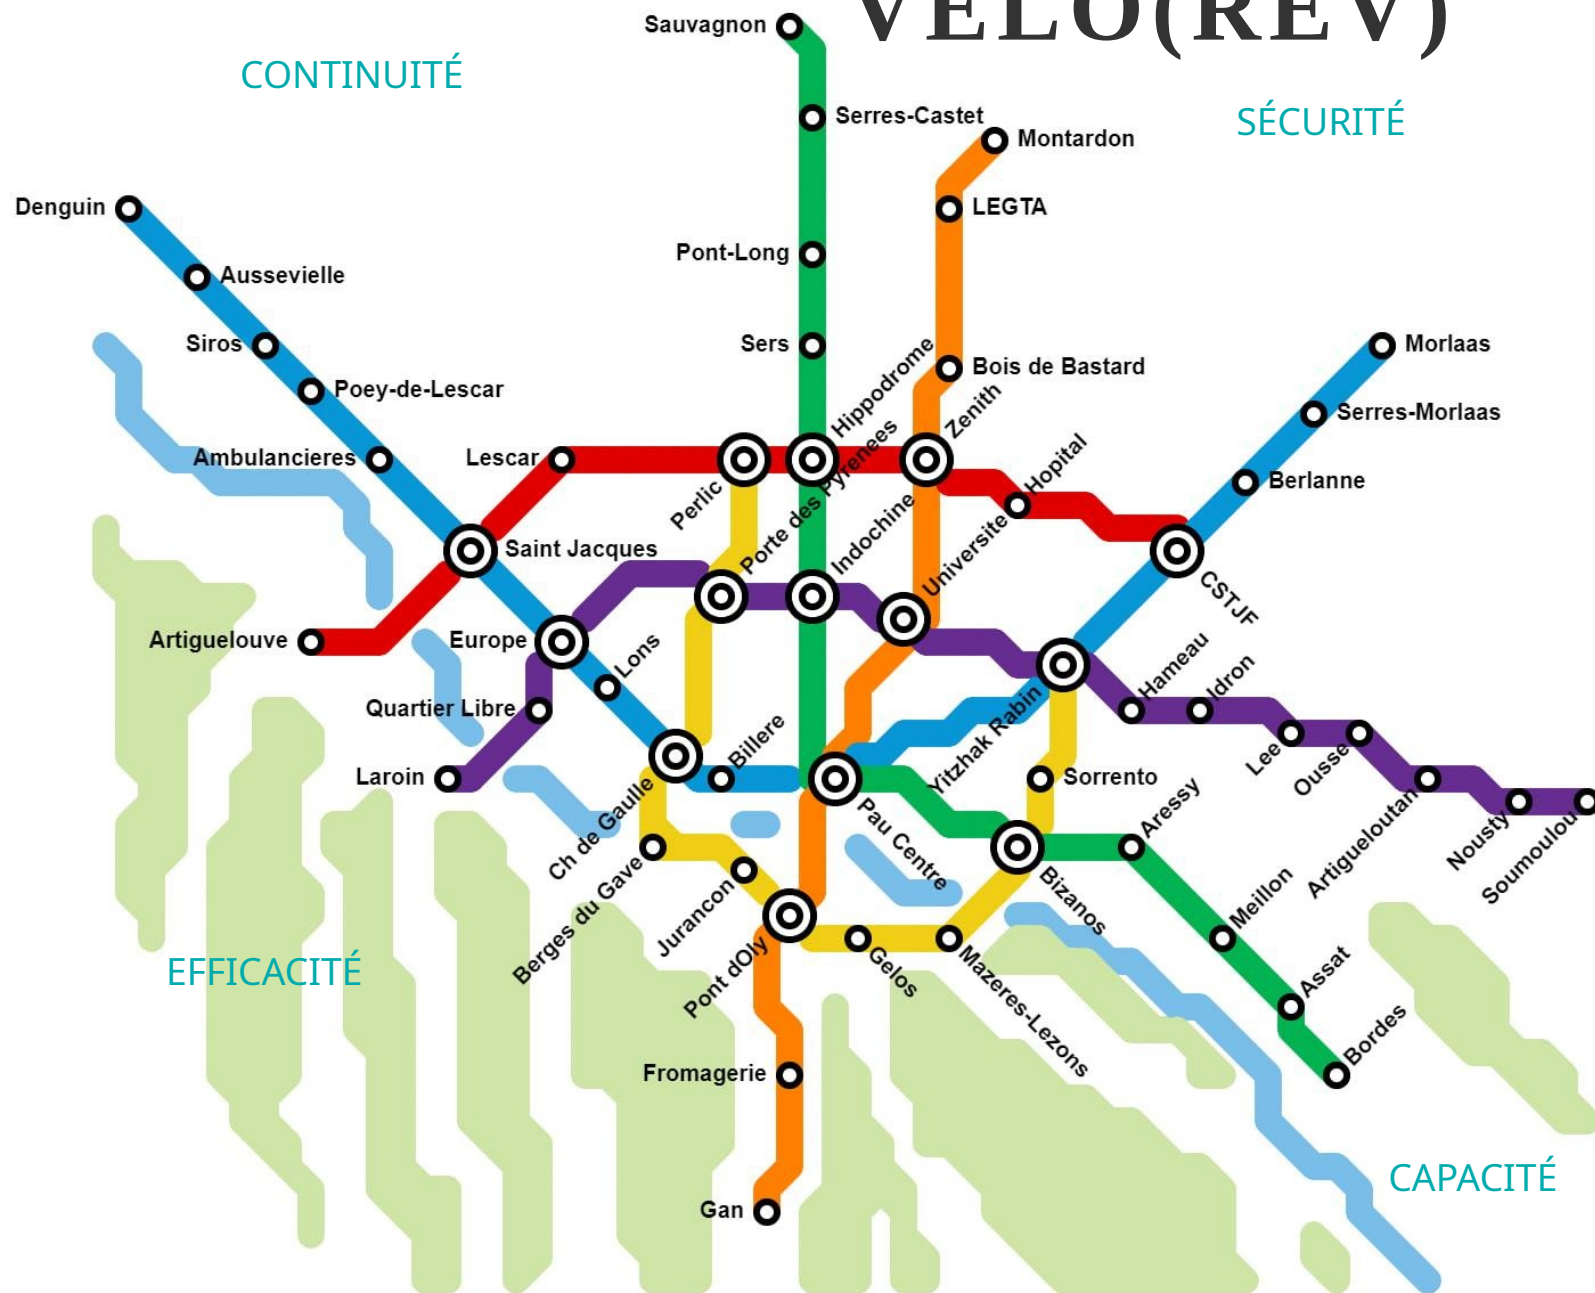 VÉLO(REV)
Sauvagnon
CONTINUITÉ
Serres-Castet
SÉCURITÉ
Montardon
Denguin
LEGTA
Pont-Long
Aussevielle
Siros
Sers
Hippodrome
Morlaas
Bois de Bastard
Poey-de-Lescar
Zenith
Serres-Morlaas
Ambulancieres
Lescar
Perlic
Porte des Pyrenees
Hopital
Berlanne
Saint Jacques
Indochine
Universite
CSTJF
Artiguelouve
Europe
Lons
Hameau
Idron
Quartier Libre
Yitzhak Rabin
Lee
Ousse
Laroin
Ch de Gaulle
Billere
Pau Centre
Sorrento
Aressy
Artigueloutan
Nousty
Soumoulou
Berges du Gave
Jurancon
Bizanos
Meillon
EFFICACITÉ
Pont dOly
Gelos
Mazeres-Lezons
Assat
Bordes
Fromagerie
CAPACITÉ
Gan